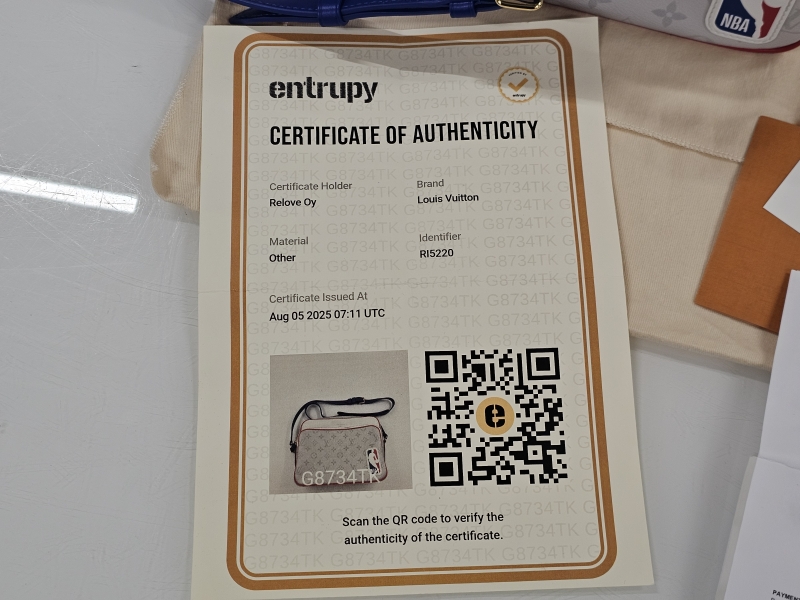 NBA
entrupy
CERTIFICATE OF AUTHENTICITY
Certificate Holder
Relove Oy
Brand
Louis Vuitton
Material
Other
Identifier
RI5220
Certificate Issued At
Aug 05 2025 07:11 UTC
G8734TK
Scan the QR code to verify the
authenticity of the certificate.